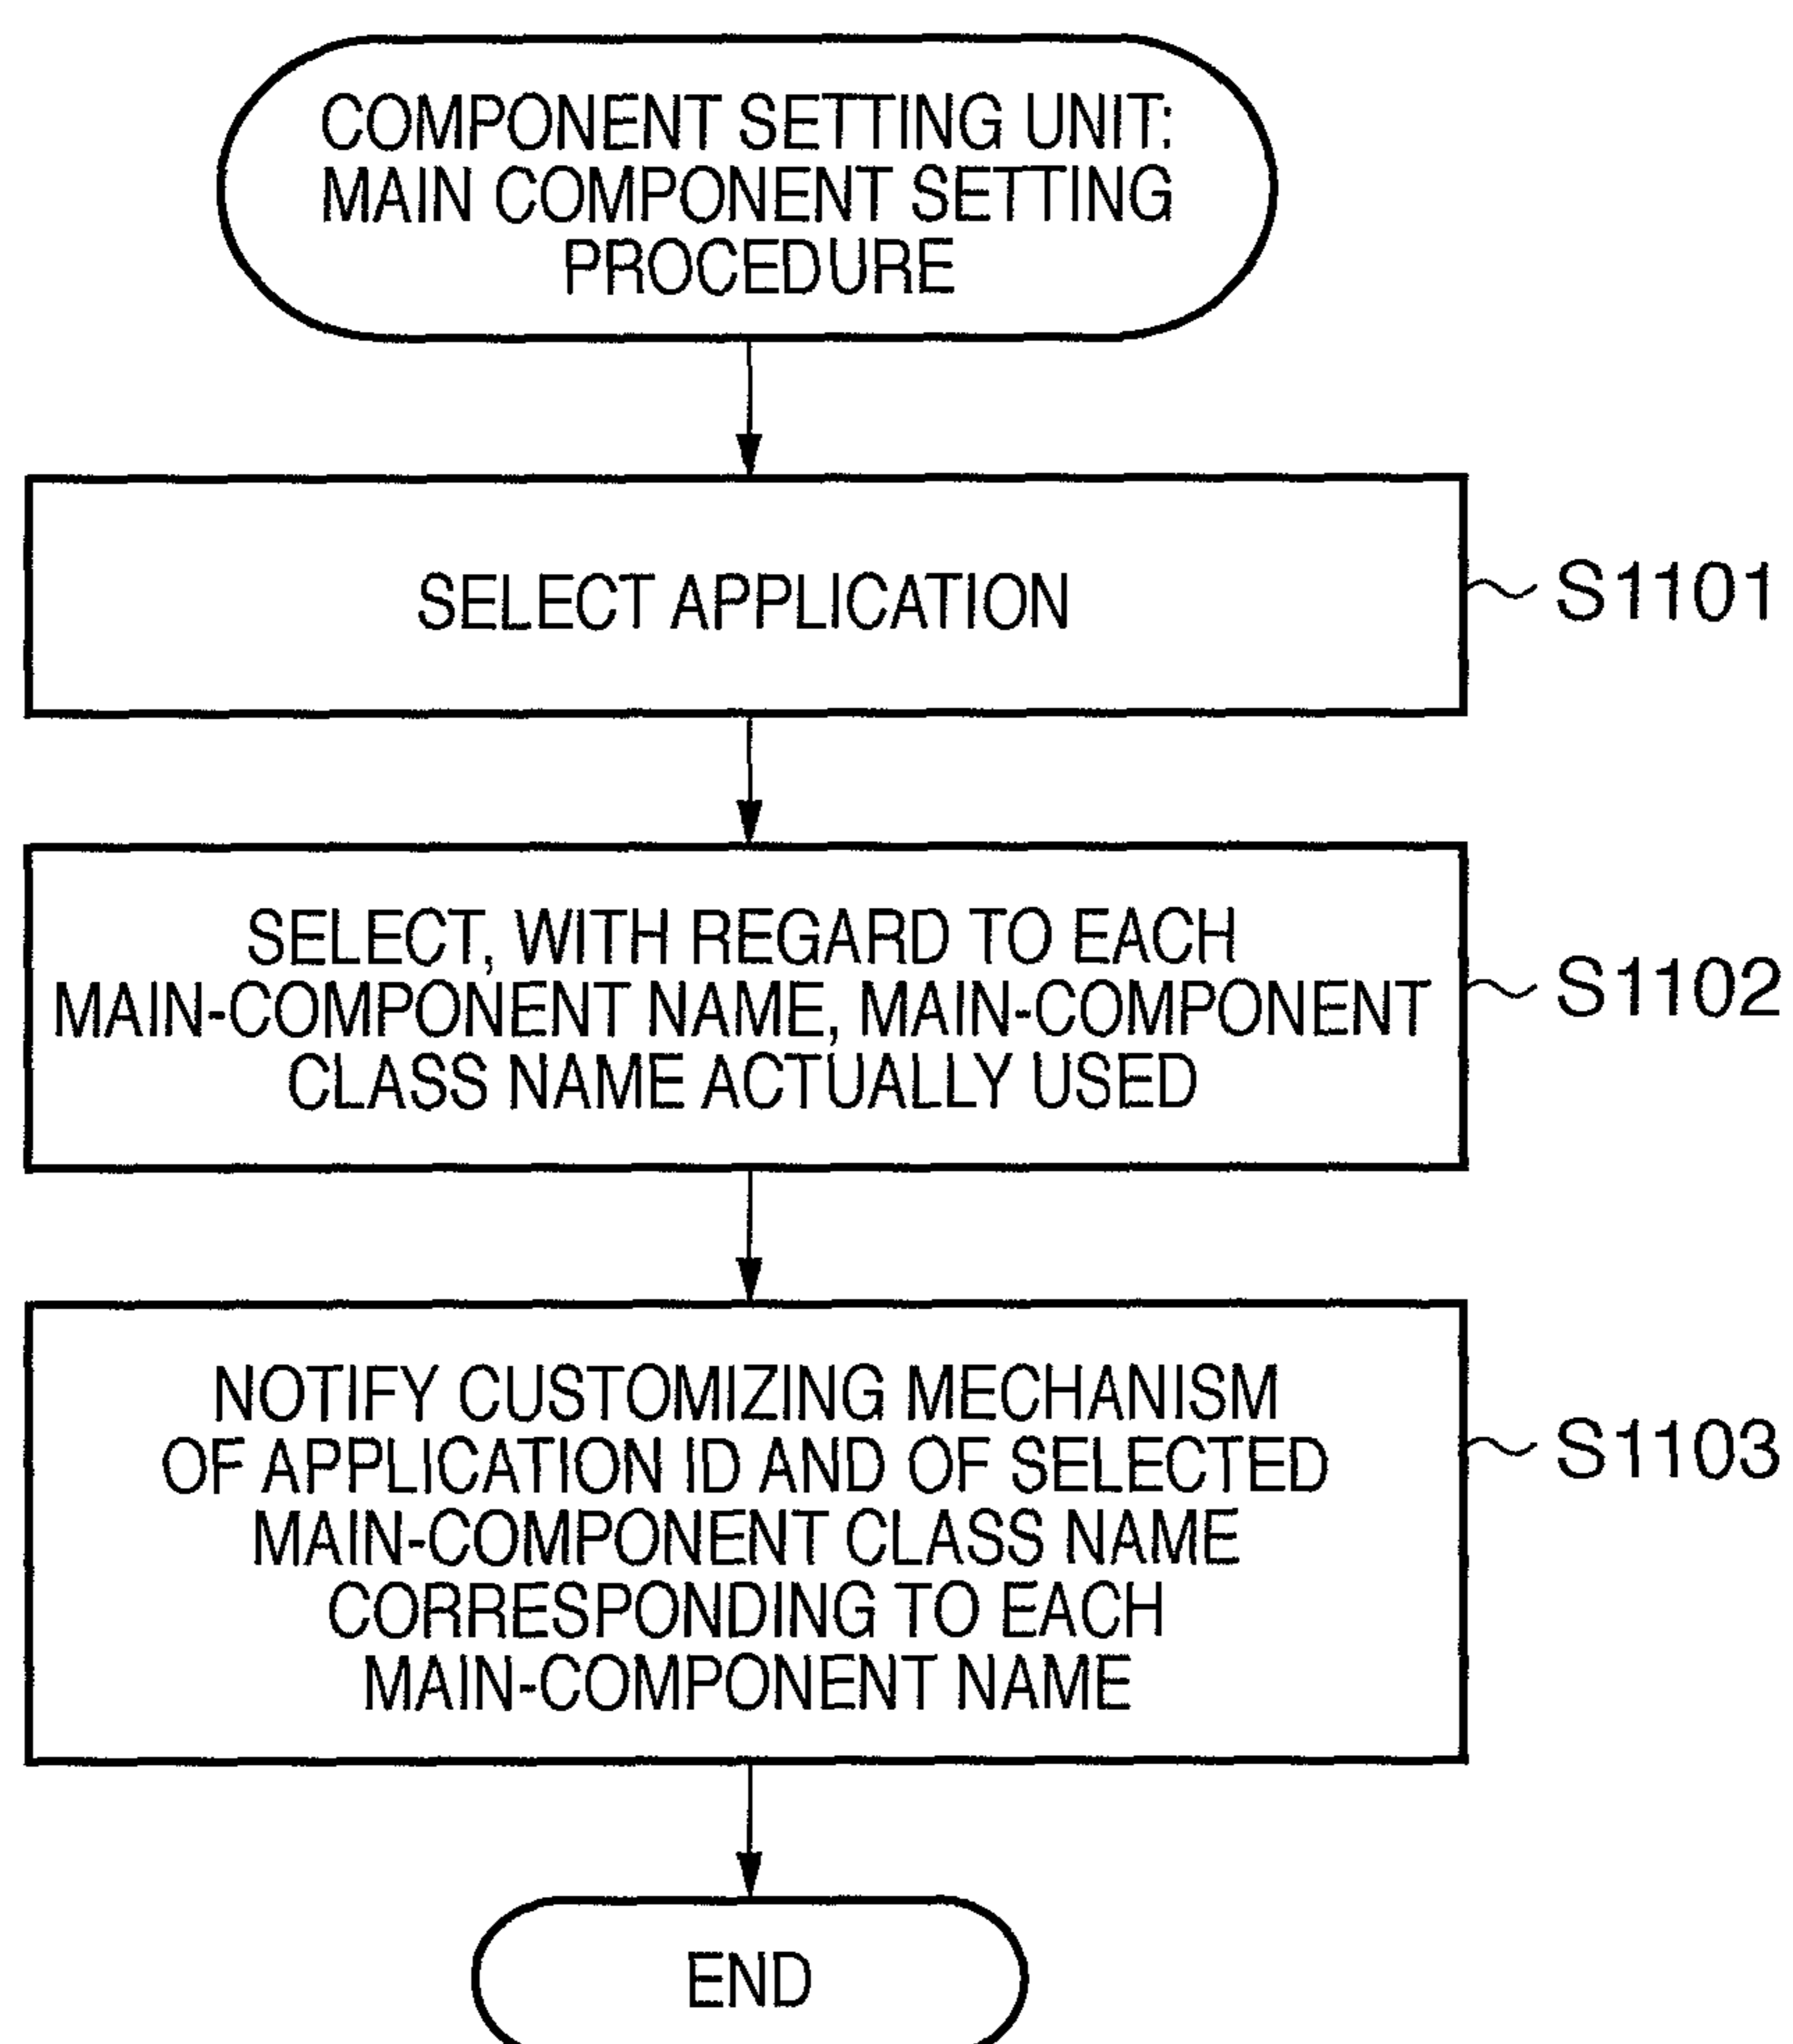 COMPONENT SETTING UNIT:
MAIN COMPONENT SETTING
PROCEDURE
SELECT APPLICATION
S1101
SELECT, WITH REGARD TO EACH
MAIN-COMPONENT NAME, MAIN-COMPONENT
CLASS NAME ACTUALLY USED
S1102
NOTIFY CUSTOMIZING MECHANISM
OF APPLICATION ID AND OF SELECTED
MAIN-COMPONENT CLASS NAME
CORRESPONDING TO EACH
MAIN-COMPONENT NAME
S1103
END